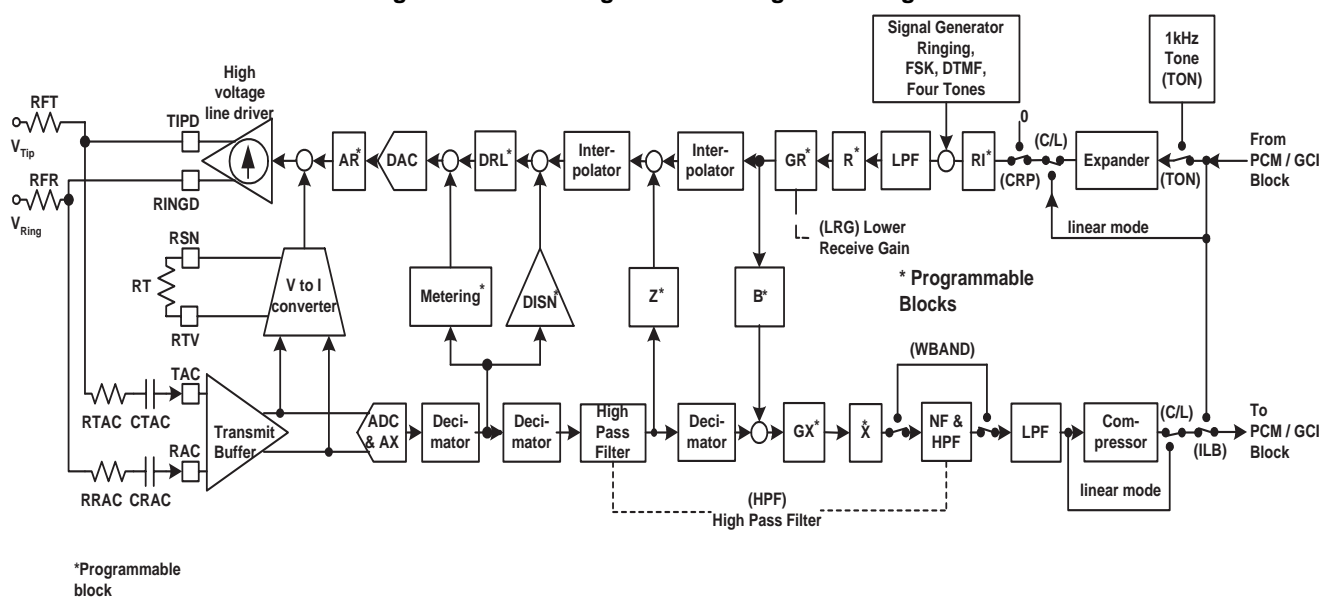 Signal Generator
Ringing,
FSK, DTMF,
Four Tones
1kHz
Tone
(TON)
High
voltage
line driver
RFT
TIPD
VTip
RFR
RINGD
VRing
AR*
DAC
DRL*
Inter-
polator
Inter-
polator
GR*
R*
LPF
RI*
0
(C/L)
(CRP)
Expander
(TON)
From
PCM / GCI
Block
linear mode
(LRG) Lower
Receive Gain
* Programmable
Blocks
RSN
RT
RTV
V to I
converter
Metering*
DISN*
Z*
B*
(WBAND)
TAC
RTAC CTAC
RAC
RRAC CRAC
Transmit
Buffer
ADC
& AX
Deci-
mator
Deci-
mator
High
Pass
Filter
Deci-
mator
GX*
X*
NF &
HPF
LPF
Com-
pressor
(C/L)
(ILB)
To
PCM / GCI
Block
linear mode
(HPF)
High Pass Filter
*Programmable
block